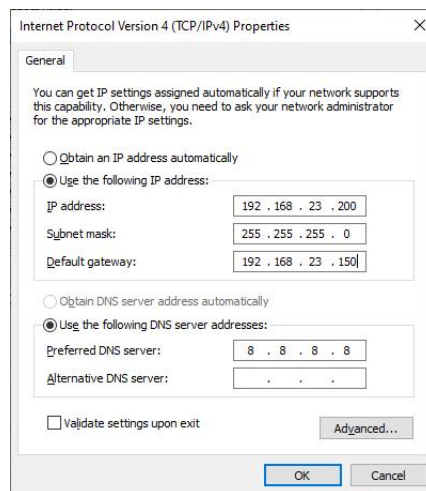 Internet Protocol Version 4 (TCP/IPv4) Properties
General
You can get IP settings assigned automatically if your network supports
this capability. Otherwise, you need to ask your network administrator
for the appropriate IP settings.
Obtain an IP address automatically
Use the following IP address:
IP address: 192 . 168 . 23 . 200
Subnet mask: 255 . 255 . 255 . 0
Default gateway: 192 . 168 . 23 . 150
Obtain DNS server address automatically
Use the following DNS server addresses:
Preferred DNS server: 8 . 8 . 8 . 8
Alternative DNS server: . . .
Validate settings upon exit
Advanced...
OK Cancel